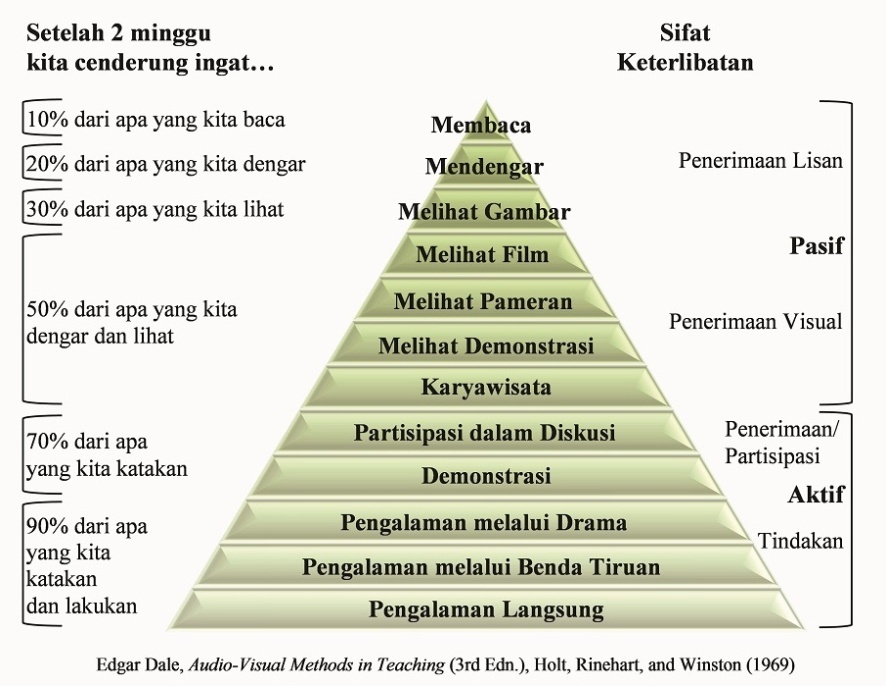 Setelah 2 minggu
kita cenderung ingat…
Sifat
Keterlibatan
10% dari apa yang kita baca
20% dari apa yang kita dengar
30% dari apa yang kita lihat
50% dari apa yang kita
dengar dan lihat
70% dari apa
yang kita katakan
90% dari apa
yang kita
katakan
dan lakukan
Membaca
Mendengar
Melihat Gambar
Melihat Film
Melihat Pameran
Melihat Demonstrasi
Karyawisata
Partisipasi dalam Diskusi
Demonstrasi
Pengalaman melalui Drama
Pengalaman melalui Benda Tiruan
Pengalaman Langsung
Penerimaan Lisan
Pasif
Penerimaan Visual
Penerimaan/
Partisipasi
Aktif
Tindakan
Edgar Dale, Audio-Visual Methods in Teaching (3rd Edn.), Holt, Rinehart, and Winston (1969)